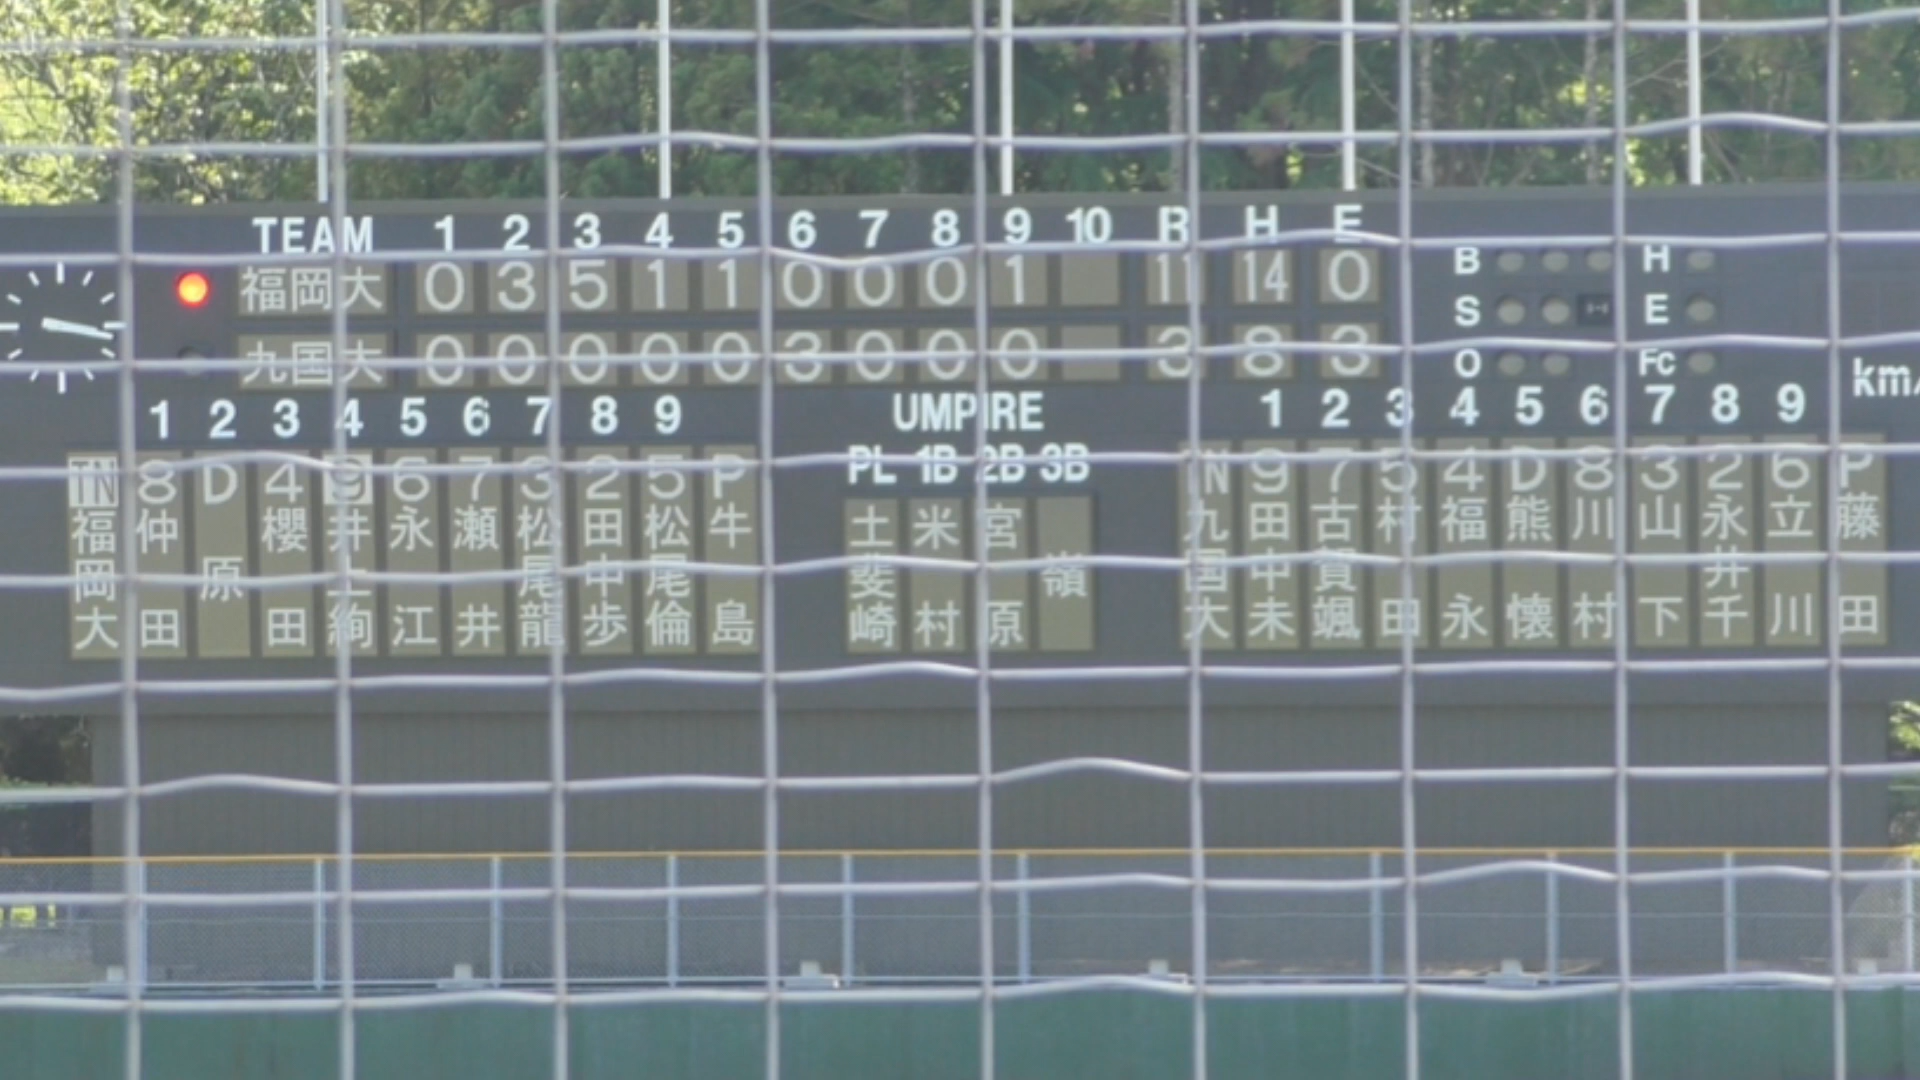 TEAM 1 2 3 4 5 6 7 8 9 10 R H E
福岡大 0 3 5 1 1 0 0 0 1 11 14 0
九国大 0 0 0 0 0 3 0 0 0 3 8 3
B H
S E
O Fc
km/
1 2 3 4 5 6 7 8 9
TN 8 D 4 9 6 7 3 2 5 P
福岡大
仲田
原
櫻田
井上絢
永江
瀬井
松尾龍
田中歩
松尾倫
牛島
UMPIRE
PL 1B 2B 3B
土斐崎
米村
宮原
嶺
1 2 3 4 5 6 7 8 9
TN 9 7 5 4 D 8 3 2 6 P
九国大
田中未
古賀颯
村田
福永
熊懐
川村
山下
永井千
立川
藤田